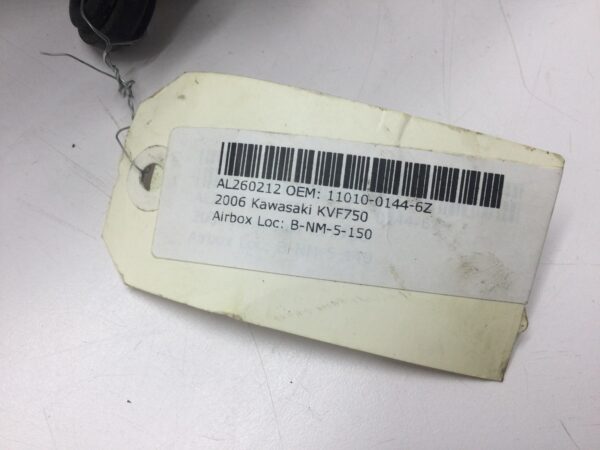 AL260212 OEM: 11010-0144-6Z
2006 Kawasaki KVF750
Airbox Loc: B-NM-5-150